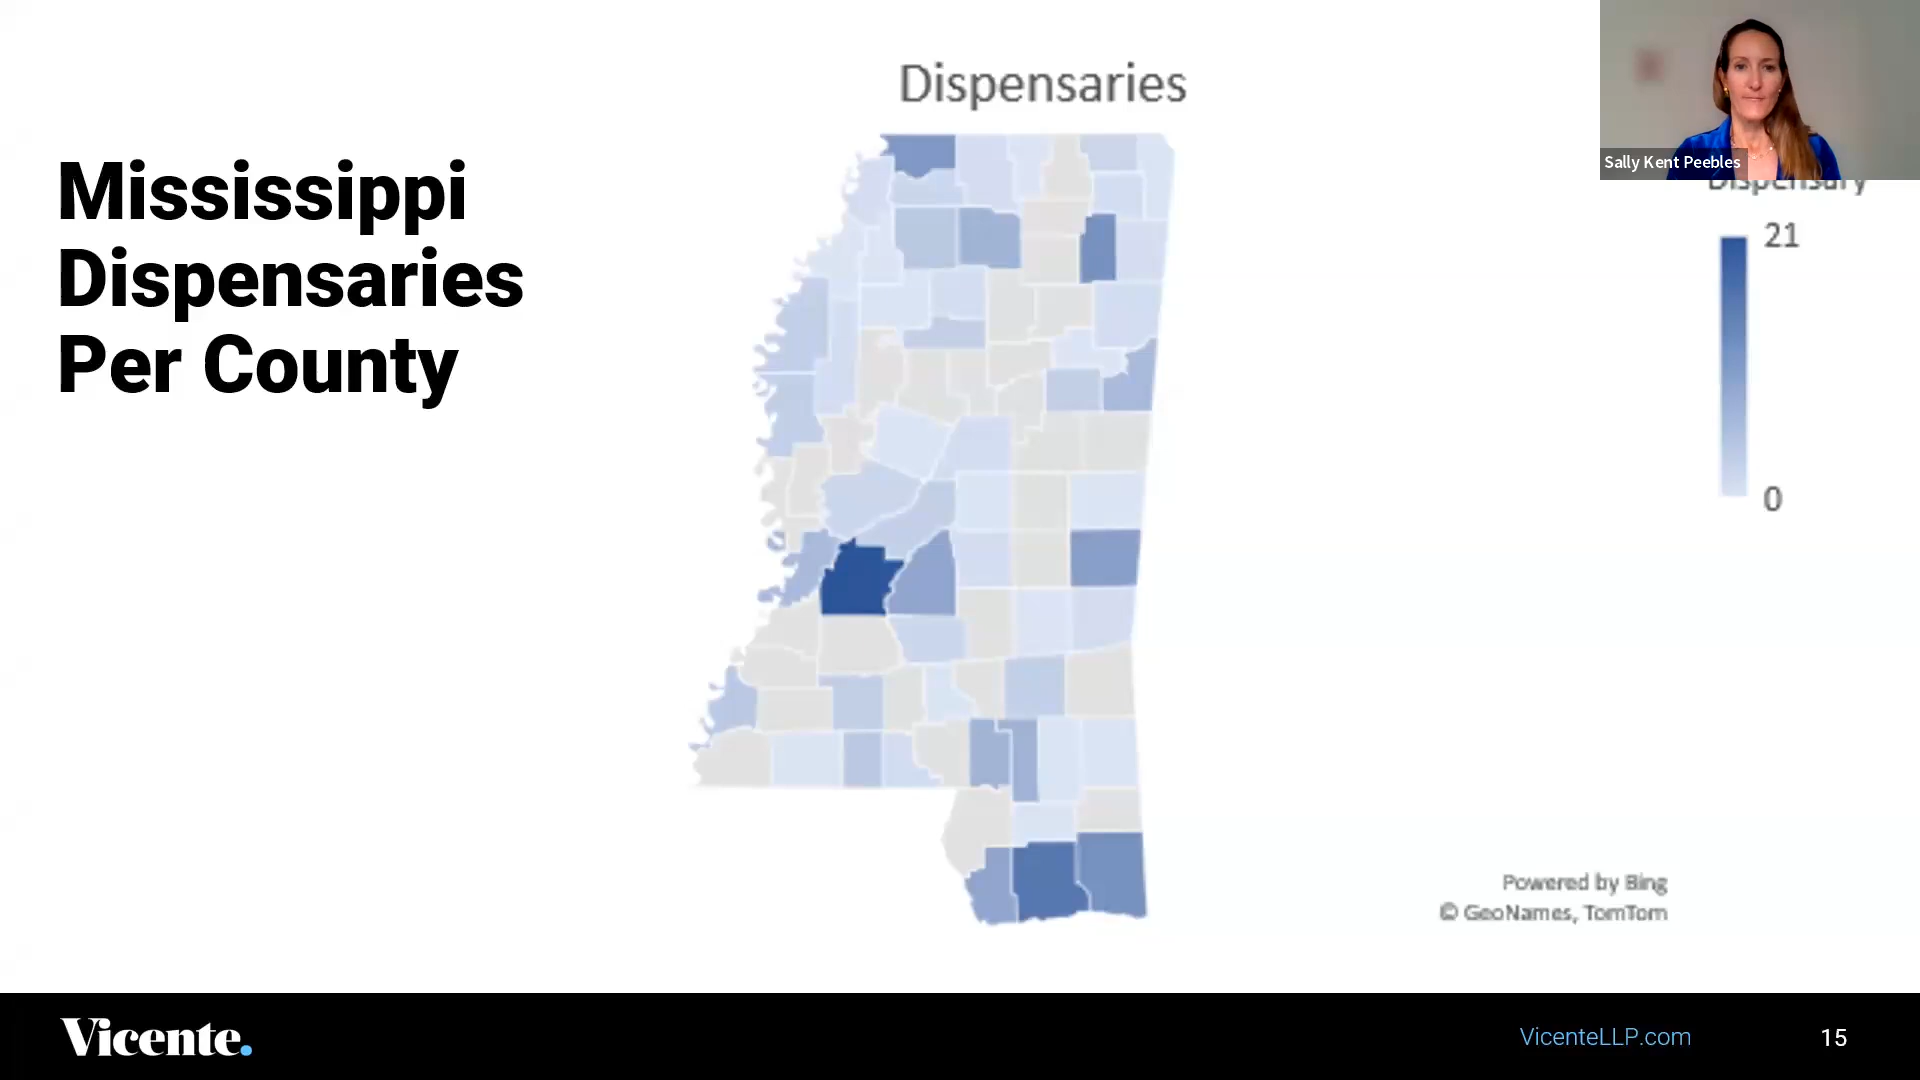 Dispensaries
Mississippi
Dispensaries
Per County
Sally Kent Peebles
Dispensary
21
0
Powered by Bing
© GeoNames, TomTom
Vicente.
VicenteLLP.com
15